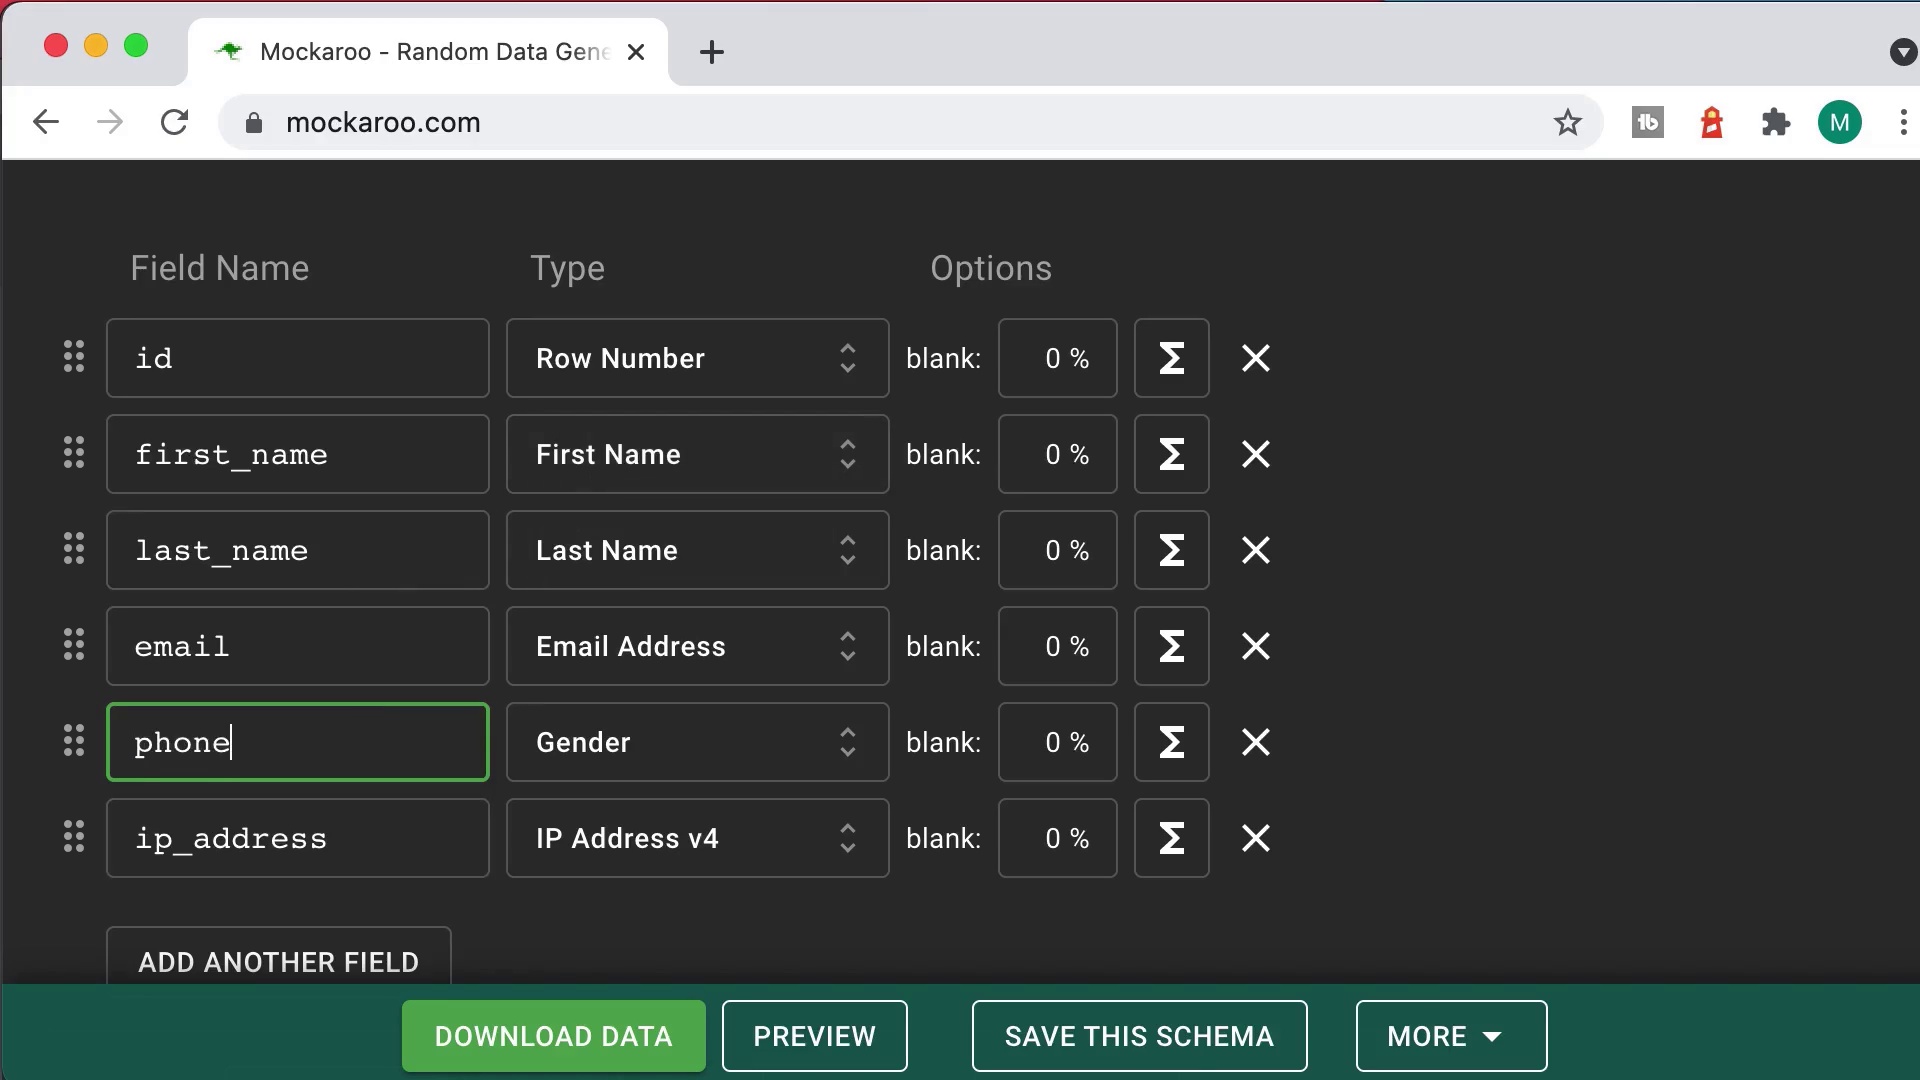 Mockaroo - Random Data Gene
mockaroo.com
M
Field Name Type Options
id Row Number blank: 0 % Σ
first_name First Name blank: 0 % Σ
last_name Last Name blank: 0 % Σ
email Email Address blank: 0 % Σ
phone Gender blank: 0 % Σ
ip_address IP Address v4 blank: 0 % Σ
ADD ANOTHER FIELD
DOWNLOAD DATA PREVIEW SAVE THIS SCHEMA MORE